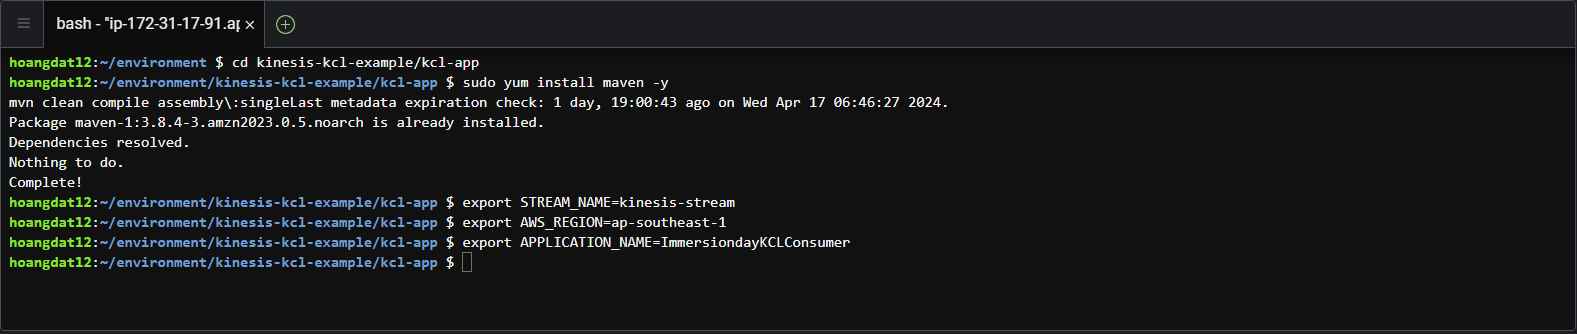 bash - "ip-172-31-17-91.ap
hoangdat12:~/environment $ cd kinesis-kcl-example/kcl-app
hoangdat12:~/environment/kinesis-kcl-example/kcl-app $ sudo yum install maven -y
mvn clean compile assembly\:singleLast metadata expiration check: 1 day, 19:00:43 ago on Wed Apr 17 06:46:27 2024.
Package maven-1:3.8.4-3.amzn2023.0.5.noarch is already installed.
Dependencies resolved.
Nothing to do.
Complete!
hoangdat12:~/environment/kinesis-kcl-example/kcl-app $ export STREAM_NAME=kinesis-stream
hoangdat12:~/environment/kinesis-kcl-example/kcl-app $ export AWS_REGION=ap-southeast-1
hoangdat12:~/environment/kinesis-kcl-example/kcl-app $ export APPLICATION_NAME=ImmersiondayKCLConsumer
hoangdat12:~/environment/kinesis-kcl-example/kcl-app $